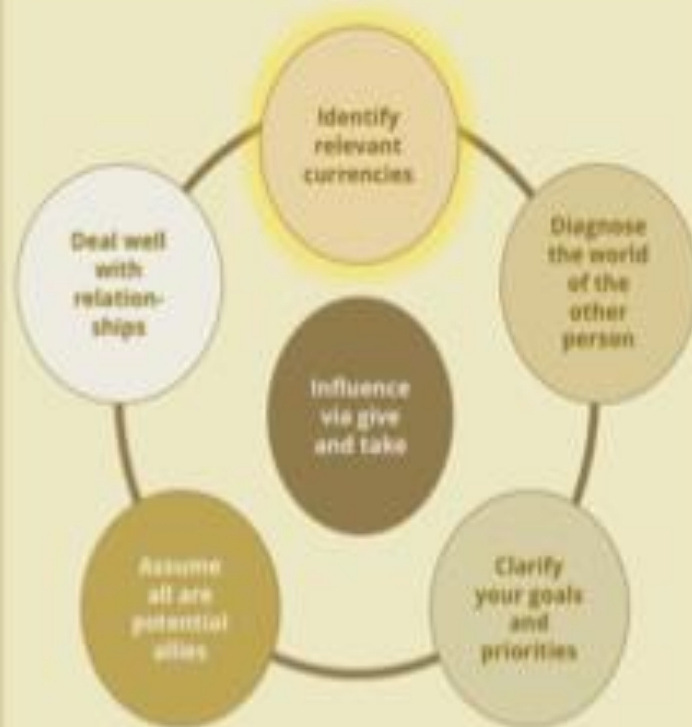 Identify
relevant
currencies
Diagnose
the world
of the
other
person
Clarify
your goals
and
priorities
Assume
all are
potential
allies
Deal well
with
relation-
ships
Influence
via give
and take